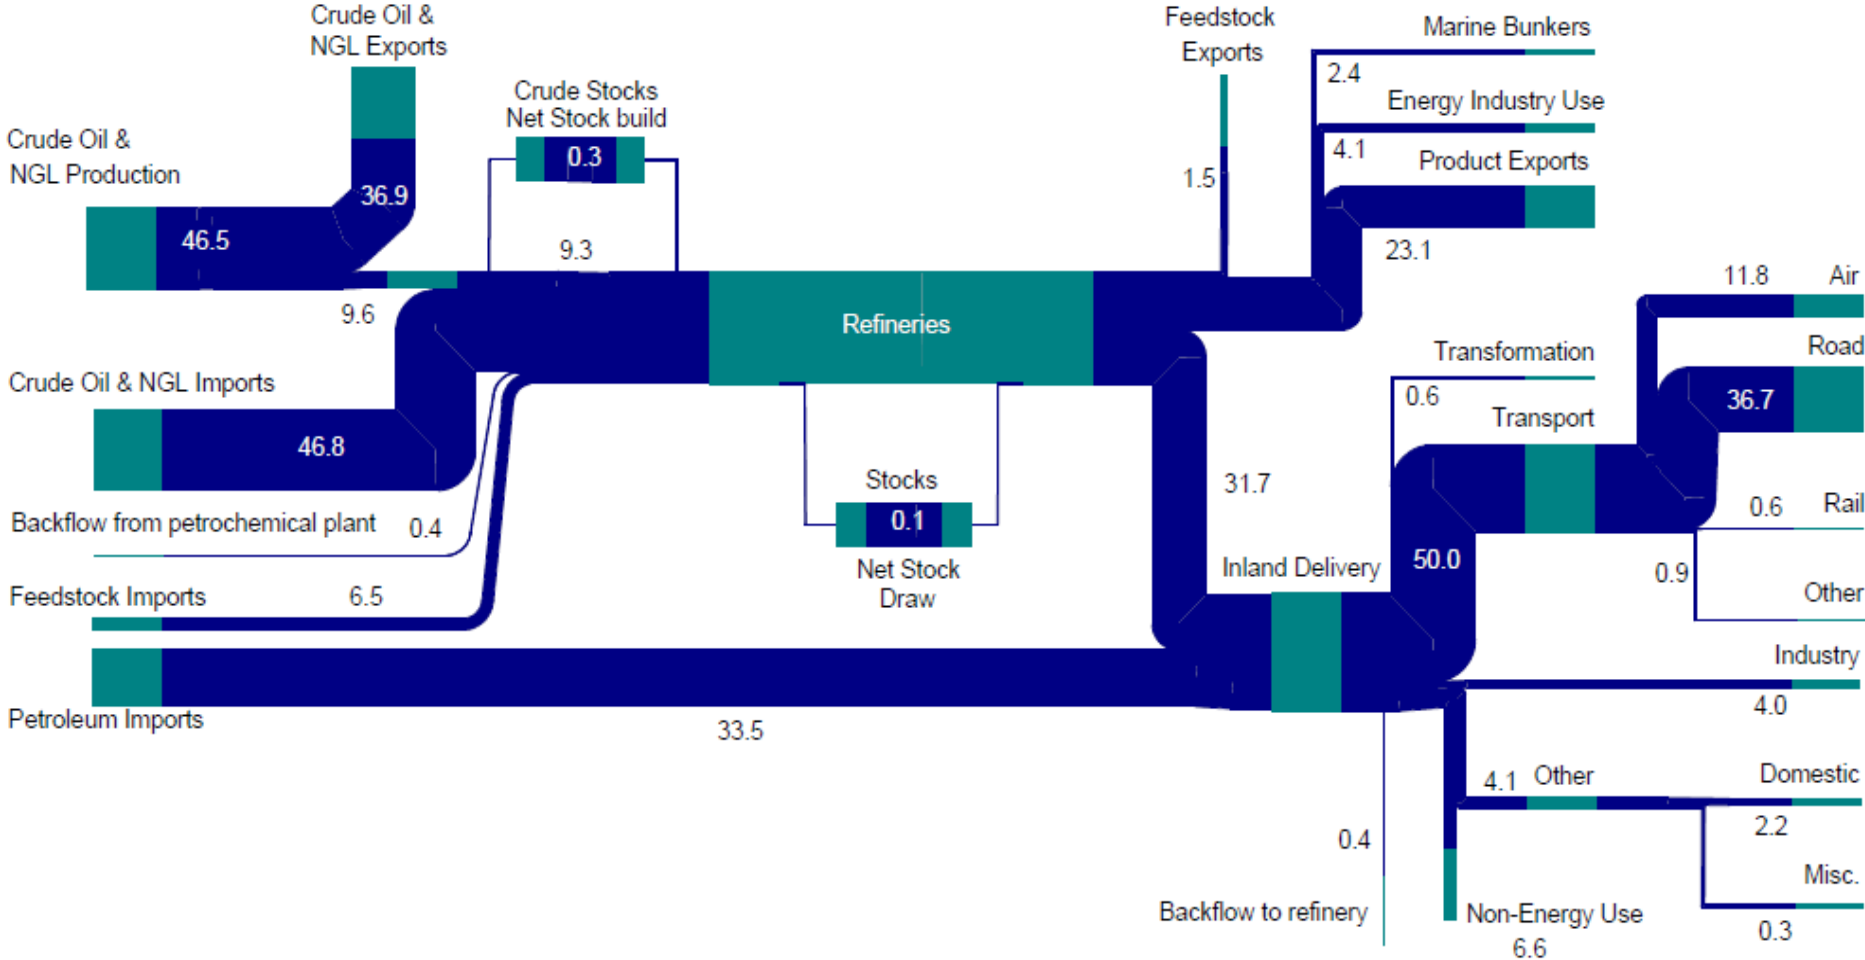 Crude Oil &
NGL Exports
Feedstock
Exports
Marine Bunkers
2.4
Crude Stocks
Net Stock build
0.3
Energy Industry Use
4.1
Crude Oil &
NGL Production
Product Exports
1.5
36.9
46.5
9.3
23.1
11.8
Air
9.6
Refineries
Road
Transformation
0.6
Crude Oil & NGL Imports
36.7
Transport
46.8
Stocks
0.1
Net Stock
Draw
31.7
0.6
Rail
Backflow from petrochemical plant
0.4
Inland Delivery
50.0
0.9
Other
Feedstock Imports
6.5
Industry
4.0
Petroleum Imports
33.5
4.1
Other
Domestic
2.2
0.4
Misc.
0.3
Backflow to refinery
Non-Energy Use
6.6